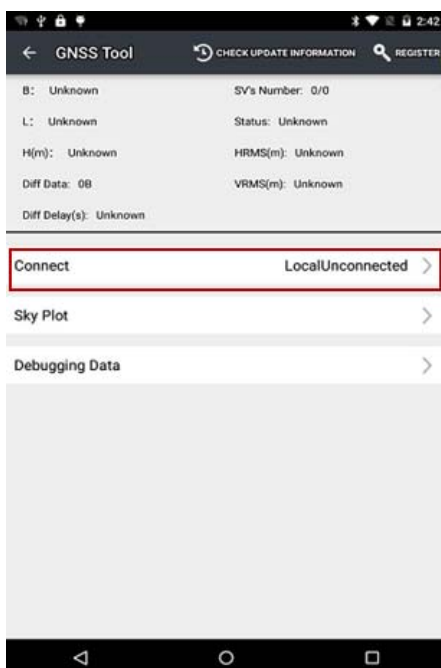 2:42
GNSS Tool CHECK UPDATE INFORMATION REGISTER
B: Unknown SV's Number: 0/0
L: Unknown Status: Unknown
H(m): Unknown HRMS(m): Unknown
Diff Data: 0B VRMS(m): Unknown
Diff Delay(s): Unknown
Connect LocalUnconnected
Sky Plot
Debugging Data